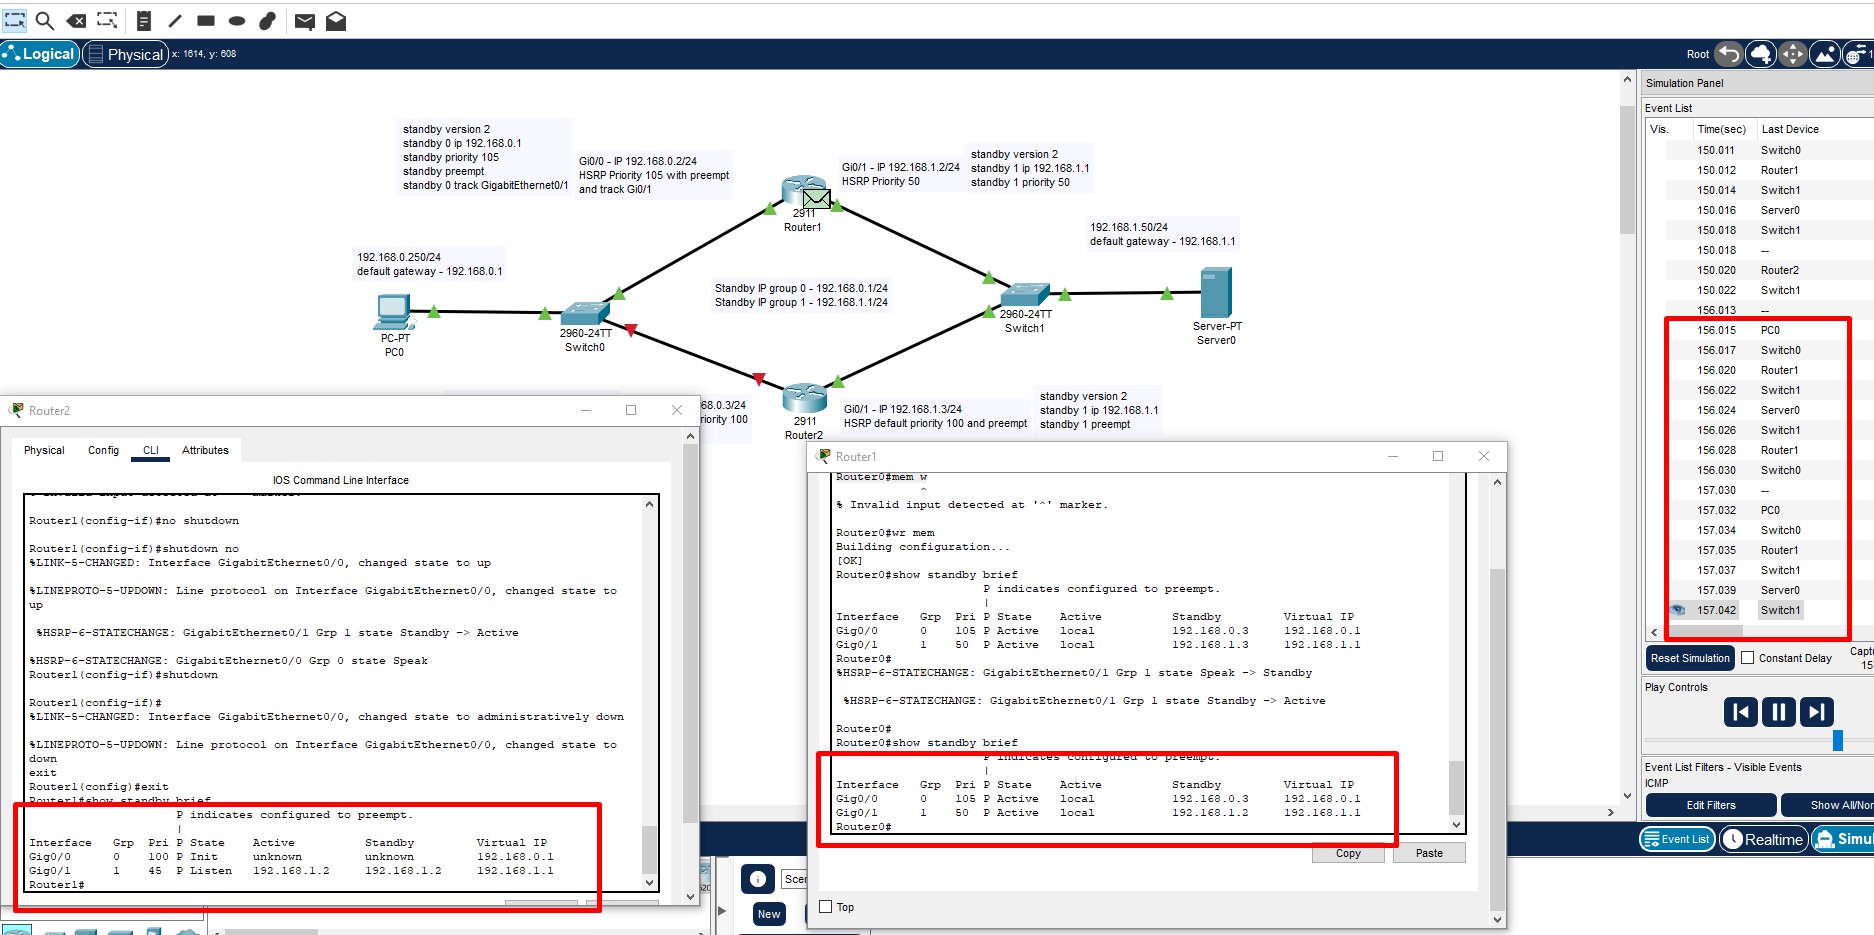 Logical
Physical
x: 1614, y: 608
Root
Simulation Panel
Event List
Vis.
Time(sec)
Last Device
150.011 Switch0
150.012 Router1
150.014 Switch1
150.016 Server0
150.018 Switch1
150.018 --
150.020 Router2
150.022 Switch1
156.013 --
156.015 PC0
156.017 Switch0
156.020 Router1
156.022 Switch1
156.024 Server0
156.026 Switch1
156.028 Router1
156.030 Switch0
157.030 --
157.032 PC0
157.034 Switch0
157.035 Router1
157.037 Switch1
157.039 Server0
157.042 Switch1
Reset Simulation
Constant Delay
Captu
15
Play Controls
Event List Filters - Visible Events
ICMP
Edit Filters
Show All/Non
Event List
Realtime
Simul
standby version 2
standby 0 ip 192.168.0.1
standby priority 105
standby preempt
standby 0 track GigabitEthernet0/1
Gi0/0 - IP 192.168.0.2/24
HSRP Priority 105 with preempt
and track Gi0/1
2911
Router1
Gi0/1 - IP 192.168.1.2/24
HSRP Priority 50
standby version 2
standby 1 ip 192.168.1.1
standby 1 priority 50
192.168.1.50/24
default gateway - 192.168.1.1
192.168.0.250/24
default gateway - 192.168.0.1
Standby IP group 0 - 192.168.0.1/24
Standby IP group 1 - 192.168.1.1/24
PC-PT
PC0
2960-24TT
Switch0
2960-24TT
Switch1
Server-PT
Server0
2911
Router2
68.0.3/24
riority 100
Gi0/1 - IP 192.168.1.3/24
HSRP default priority 100 and preempt
standby version 2
standby 1 ip 192.168.1.1
standby 1 preempt
Router2
Physical
Config
CLI
Attributes
IOS Command Line Interface
% Invalid input detected at '^' marker.
Router1(config-if)#no shutdown
Router1(config-if)#shutdown no
%LINK-5-CHANGED: Interface GigabitEthernet0/0, changed state to up
%LINEPROTO-5-UPDOWN: Line protocol on Interface GigabitEthernet0/0, changed state to
up
%HSRP-6-STATECHANGE: GigabitEthernet0/1 Grp 1 state Standby -> Active
%HSRP-6-STATECHANGE: GigabitEthernet0/0 Grp 0 state Speak
Router1(config-if)#shutdown
Router1(config-if)#
%LINK-5-CHANGED: Interface GigabitEthernet0/0, changed state to administratively down
%LINEPROTO-5-UPDOWN: Line protocol on Interface GigabitEthernet0/0, changed state to
down
exit
Router1(config)#exit
Router1#show standby brief
P indicates configured to preempt.
|
Interface Grp Pri P State Active Standby Virtual IP
Gig0/0 0 100 P Init unknown unknown 192.168.0.1
Gig0/1 1 45 P Listen 192.168.1.2 192.168.1.2 192.168.1.1
Router1#
Router1
Router0#mem w
^
% Invalid input detected at '^' marker.
Router0#wr mem
Building configuration...
[OK]
Router0#show standby brief
P indicates configured to preempt.
|
Interface Grp Pri P State Active Standby Virtual IP
Gig0/0 0 105 P Active local 192.168.0.3 192.168.0.1
Gig0/1 1 50 P Active local 192.168.1.3 192.168.1.1
Router0#
%HSRP-6-STATECHANGE: GigabitEthernet0/1 Grp 1 state Speak -> Standby
%HSRP-6-STATECHANGE: GigabitEthernet0/1 Grp 1 state Standby -> Active
Router0#
Router0#show standby brief
P indicates configured to preempt.
|
Interface Grp Pri P State Active Standby Virtual IP
Gig0/0 0 105 P Active local 192.168.0.3 192.168.0.1
Gig0/1 1 50 P Active local 192.168.1.2 192.168.1.1
Router0#
Copy
Paste
Top
Scen
New